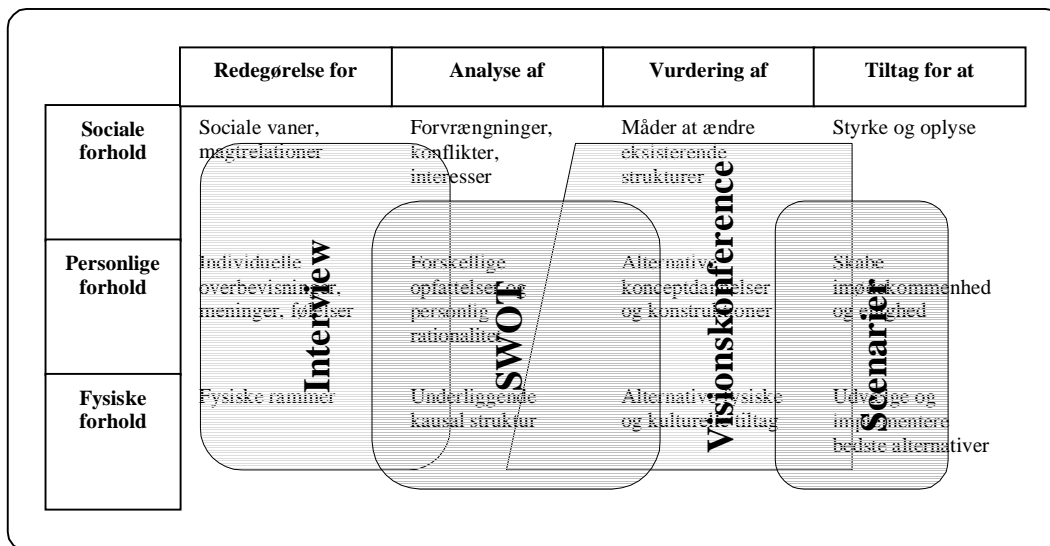 Redegørelse for
Analyse af
Vurdering af
Tiltag for at
Sociale
forhold
Sociale vaner,
magtrelationer
Forvrængninger,
konflikter,
interesser
Måder at ændre
eksisterende
strukturer
Styrke og oplyse
Personlige
forhold
Individuelle
overbevisninger,
meninger, følelser
Forskellige
opfattelser og
personlig
rationalitet
Alternative
konceptdannelser
og konstruktioner
Skabe
imødekommenhed
og enighed
Fysiske
forhold
Fysiske rammer
Underliggende
kausal struktur
Alternative fysiske
og kulturelle tiltag
Udvælge og
implementere
bedste alternativer
Interview
SWOT
Visionskonference
Scenarier